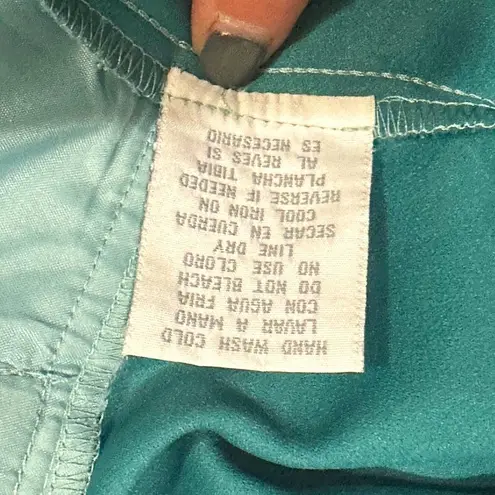 HAND WASH COLD
LAVAR A MANO
CON AGUA FRIA
DO NOT BLEACH
NO USE CLORO
LINE DRY
SECAR EN CUERDA
COOL IRON ON
REVERSE IF NEEDED
PLANCHA TIBIA
AL REVES SI
ES NECESARIO